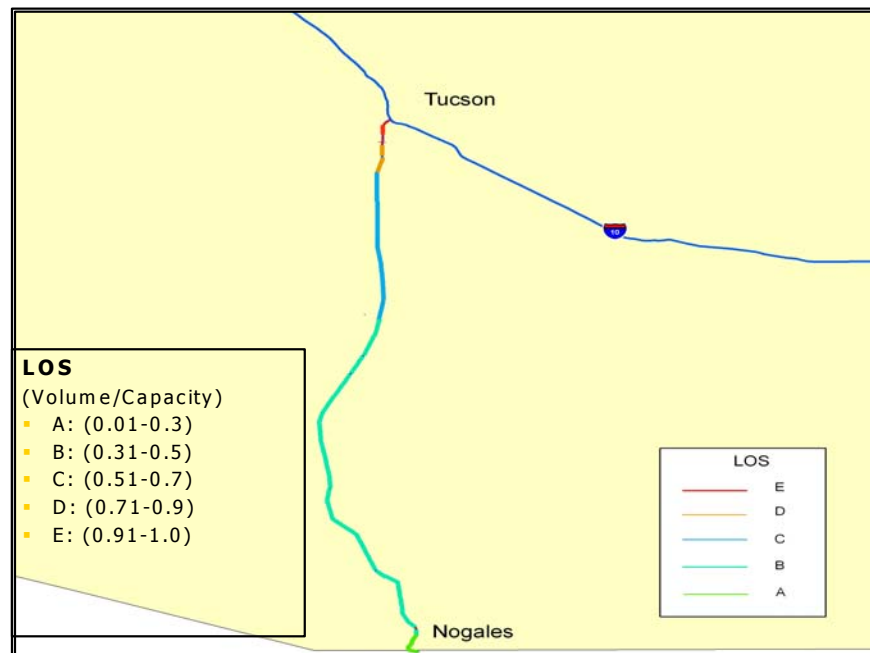 Tucson
10
LOS
(Volume/Capacity)
▪ A: (0.01-0.3)
▪ B: (0.31-0.5)
▪ C: (0.51-0.7)
▪ D: (0.71-0.9)
▪ E: (0.91-1.0)
LOS
E
D
C
B
A
Nogales